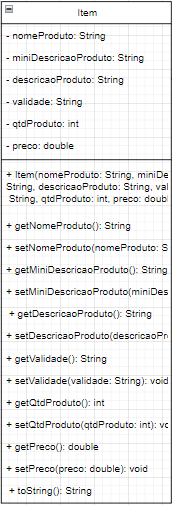 Item
- nomeProduto: String
- miniDescricaoProduto: String
- descricaoProduto: String
- validade: String
- qtdProduto: int
- preco: double
+ Item(nomeProduto: String, miniDe
String, descricaoProduto: String, val
String, qtdProduto: int, preco: doubl
+ getNomeProduto(): String
+ setNomeProduto(nomeProduto: S
+ getMiniDescricaoProduto(): String
+ setMiniDescricaoProduto(miniDes
+ getDescricaoProduto(): String
+ setDescricaoProduto(descricaoPr
+ getValidade(): String
+ setValidade(validade: String): void
+ getQtdProduto(): int
+ setQtdProduto(qtdProduto: int): vo
+ getPreco(): double
+ setPreco(preco: double): void
+ toString(): String